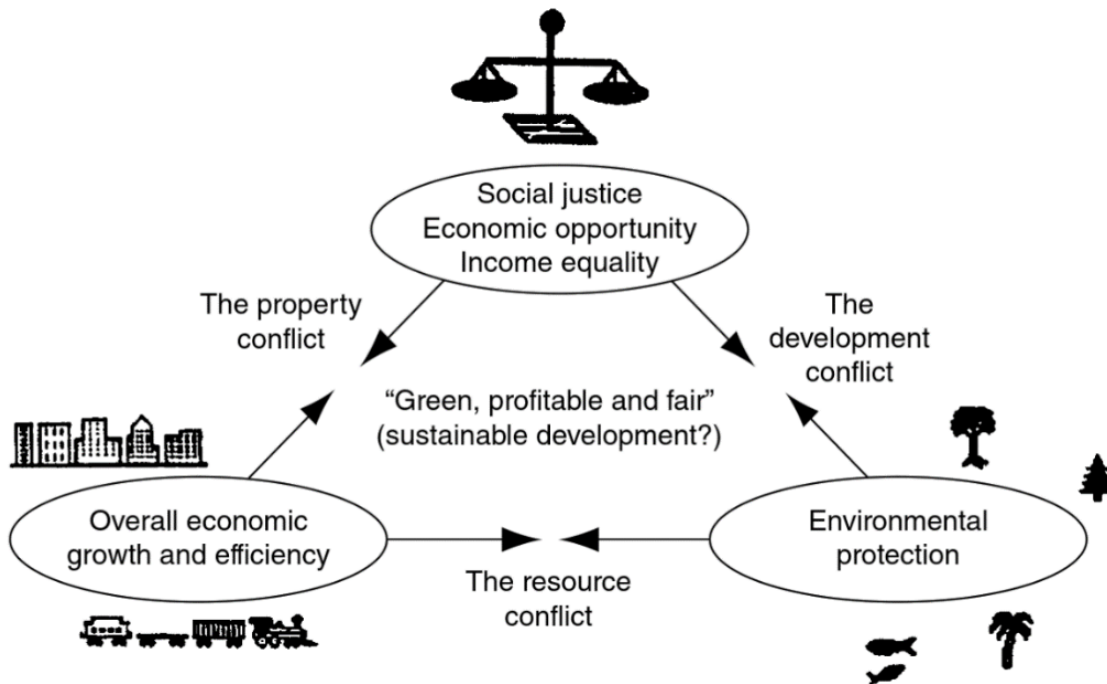 Social justice
Economic opportunity
Income equality
The property
conflict
The
development
conflict
“Green, profitable and fair”
(sustainable development?)
Overall economic
growth and efficiency
Environmental
protection
The resource
conflict